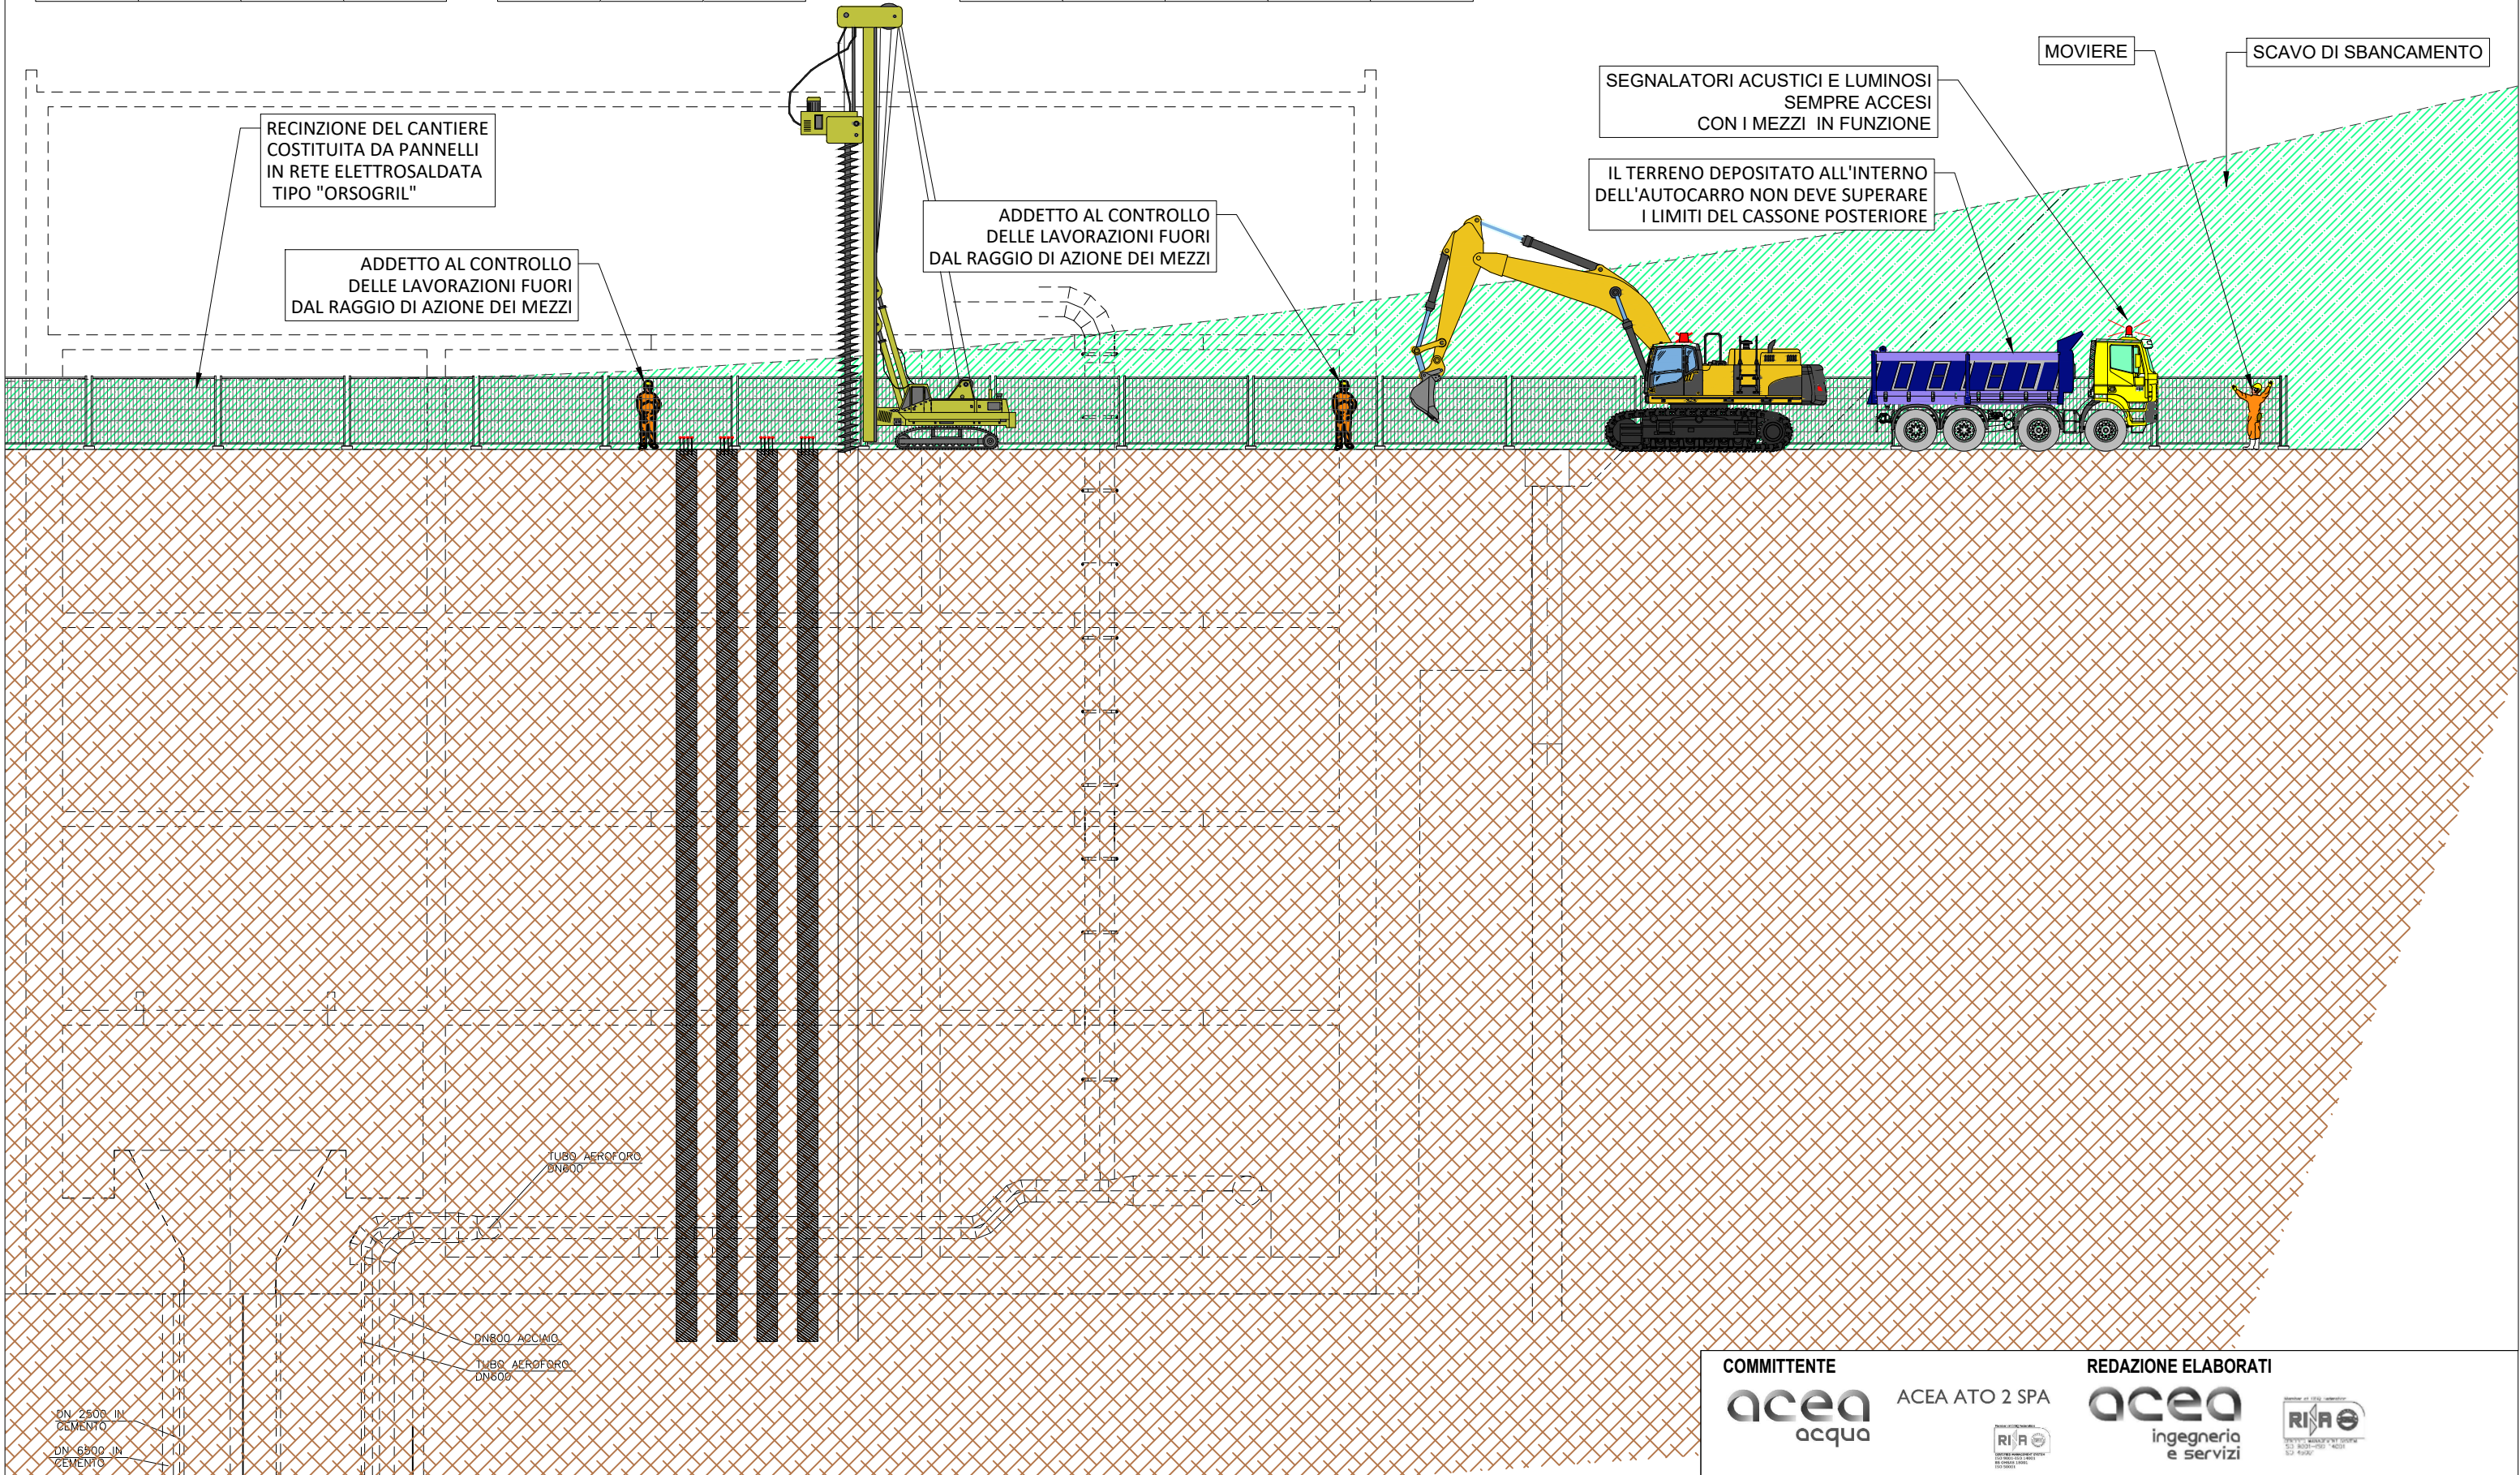 MOVIERE
SCAVO DI SBANCAMENTO
SEGNALATORI ACUSTICI E LUMINOSI
SEMPRE ACCESI
CON I MEZZI IN FUNZIONE
RECINZIONE DEL CANTIERE
COSTITUITA DA PANNELLI
IN RETE ELETTROSALDATA
TIPO "ORSOGRIL"
IL TERRENO DEPOSITATO ALL'INTERNO
DELL'AUTOCARRO NON DEVE SUPERARE
I LIMITI DEL CASSONE POSTERIORE
ADDETTO AL CONTROLLO
DELLE LAVORAZIONI FUORI
DAL RAGGIO DI AZIONE DEI MEZZI
ADDETTO AL CONTROLLO
DELLE LAVORAZIONI FUORI
DAL RAGGIO DI AZIONE DEI MEZZI
TUBO AEROFORO
DN600
DN800 ACCIAIO
TUBO AEROFORO
DN600
DN 2500 IN
CEMENTO
DN 6500 IN
CEMENTO
COMMITTENTE
acea
acqua
ACEA ATO 2 SPA
RINA
REDAZIONE ELABORATI
acea
ingegneria
e servizi
RINA